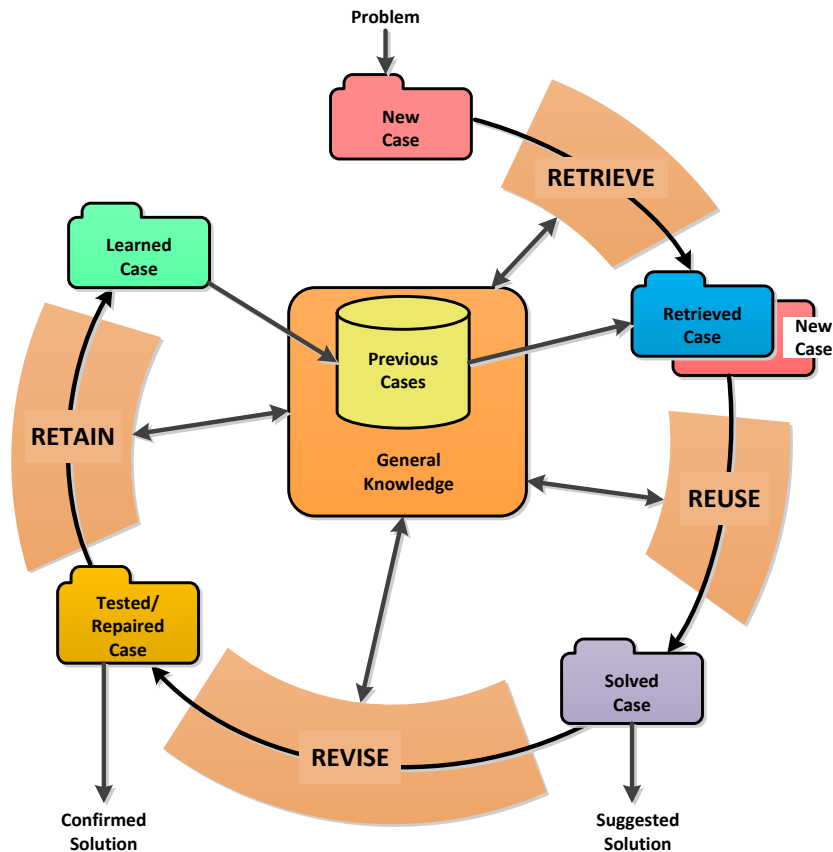 Problem
New
Case
RETRIEVE
Learned
Case
Retrieved
Case
New
Case
Previous
Cases
General
Knowledge
RETAIN
REUSE
Tested/
Repaired
Case
Solved
Case
REVISE
Confirmed
Solution
Suggested
Solution